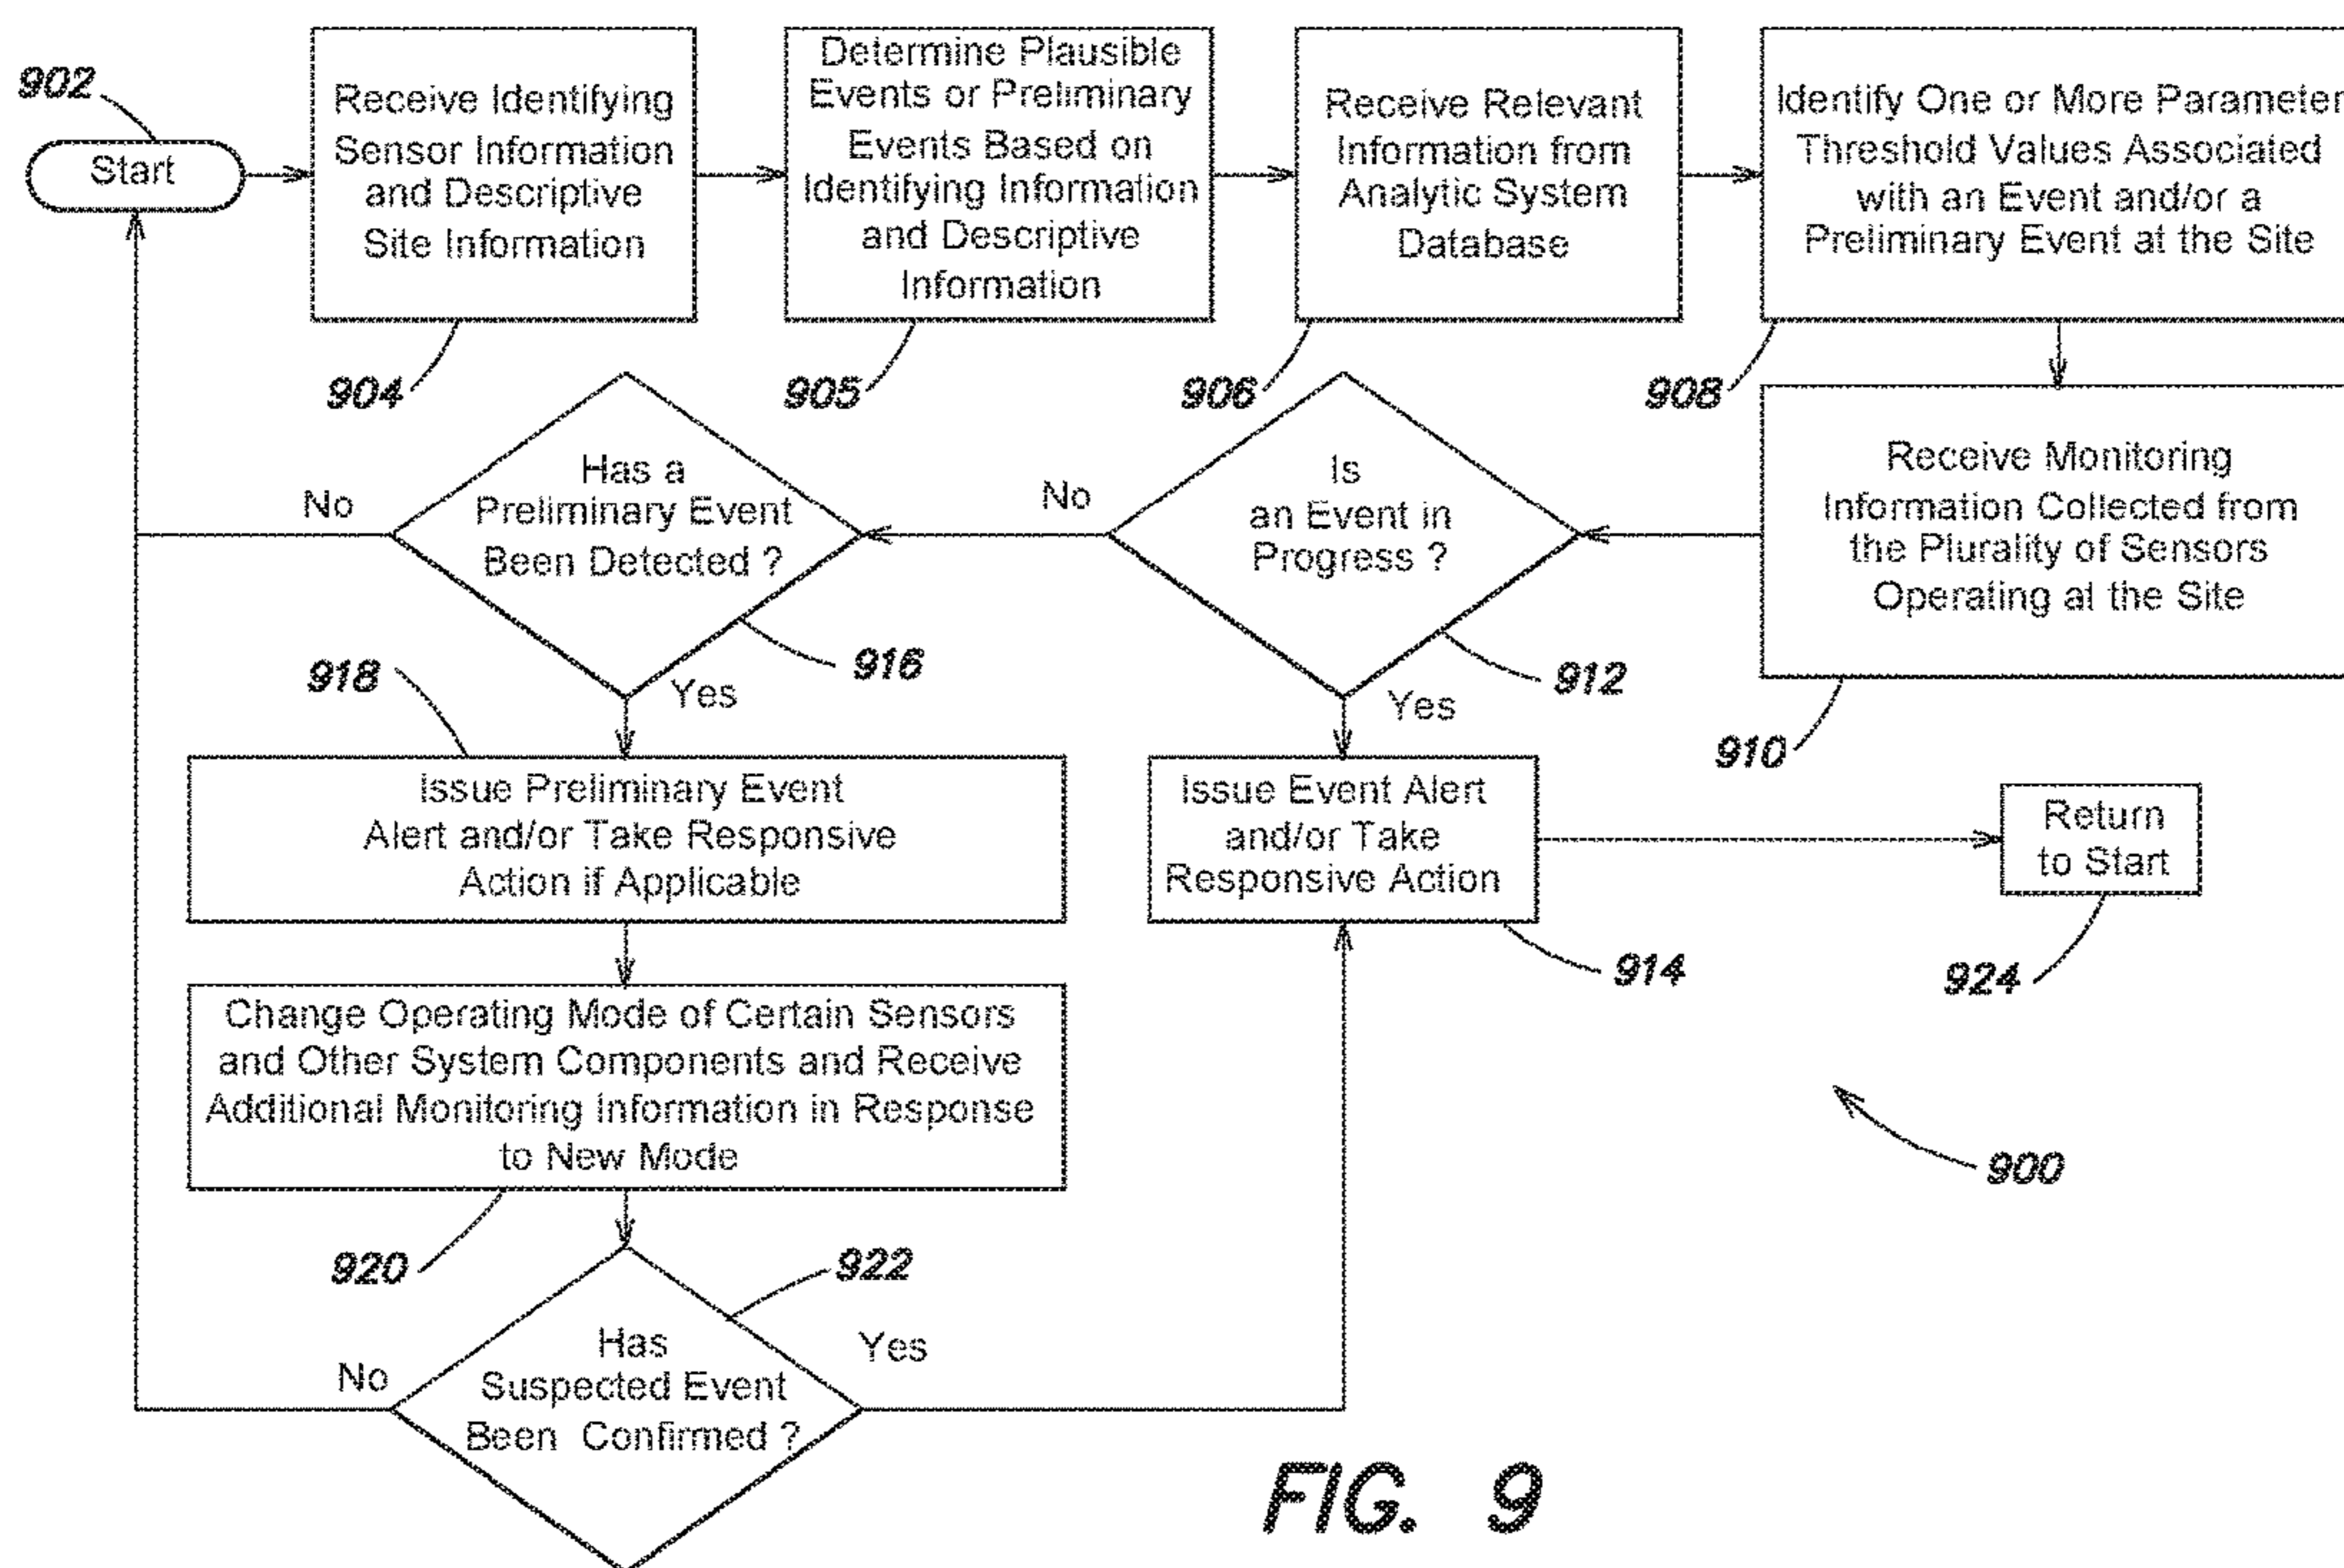 902
Start
Receive Identifying
Sensor Information
and Descriptive
Site Information
904
Determine Plausible
Events or Preliminary
Events Based on
Identifying Information
and Descriptive
Information
905
Receive Relevant
Information from
Analytic System
Database
906
Identify One or More Parameter
Threshold Values Associated
with an Event and/or a
Preliminary Event at the Site
908
Receive Monitoring
Information Collected from
the Plurality of Sensors
Operating at the Site
910
Is
an Event in
Progress ?
912
No
Yes
Has a
Preliminary Event
Been Detected ?
916
No
Yes
918
Issue Preliminary Event
Alert and/or Take Responsive
Action if Applicable
Issue Event Alert
and/or Take
Responsive Action
914
Return
to Start
924
Change Operating Mode of Certain Sensors
and Other System Components and Receive
Additional Monitoring Information in Response
to New Mode
920
Has
Suspected Event
Been Confirmed ?
922
No
Yes
900
FIG. 9